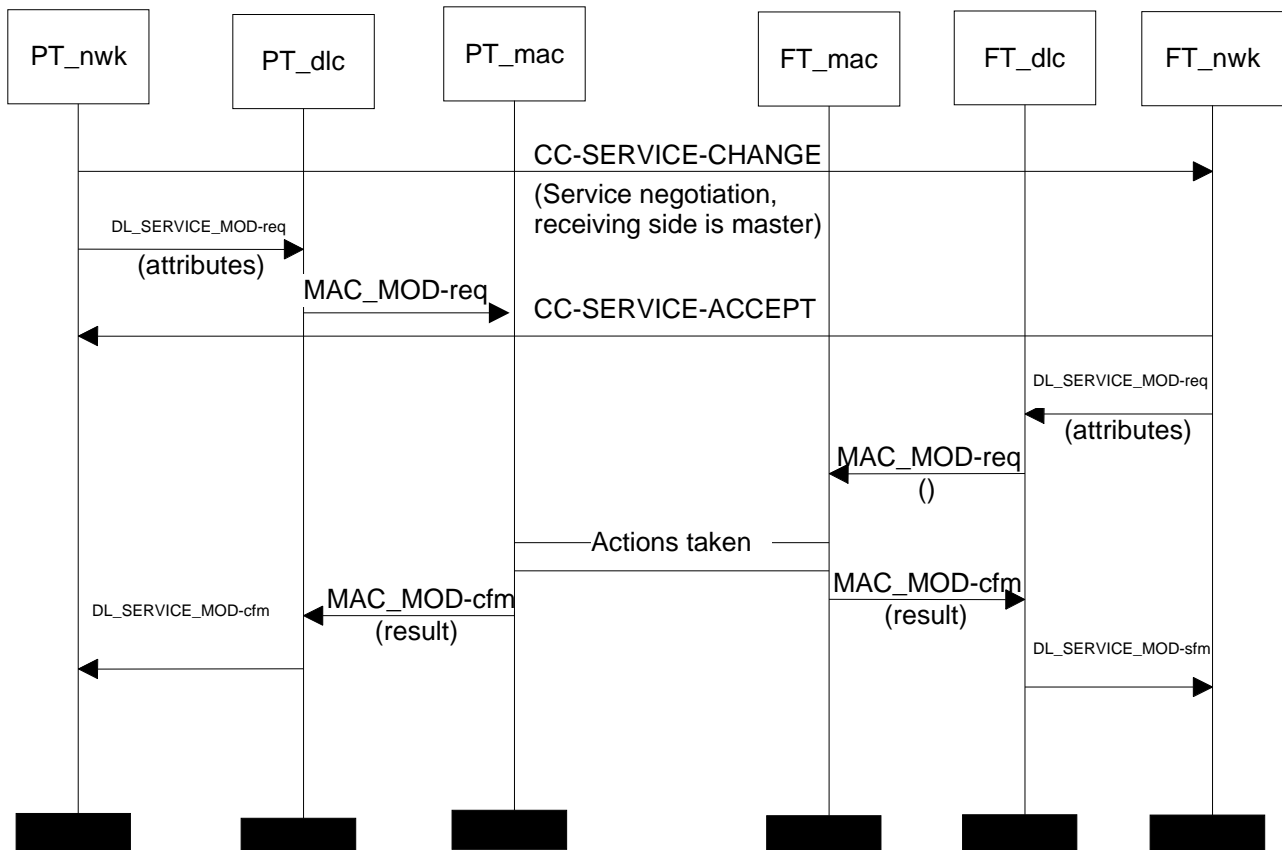 PT_nwk
PT_dlc
PT_mac
FT_mac
FT_dlc
FT_nwk
CC-SERVICE-CHANGE
(Service negotiation,
receiving side is master)
DL_SERVICE_MOD-req
(attributes)
MAC_MOD-req
CC-SERVICE-ACCEPT
DL_SERVICE_MOD-req
(attributes)
MAC_MOD-req
()
Actions taken
MAC_MOD-cfm
(result)
MAC_MOD-cfm
(result)
DL_SERVICE_MOD-cfm
DL_SERVICE_MOD-sfm